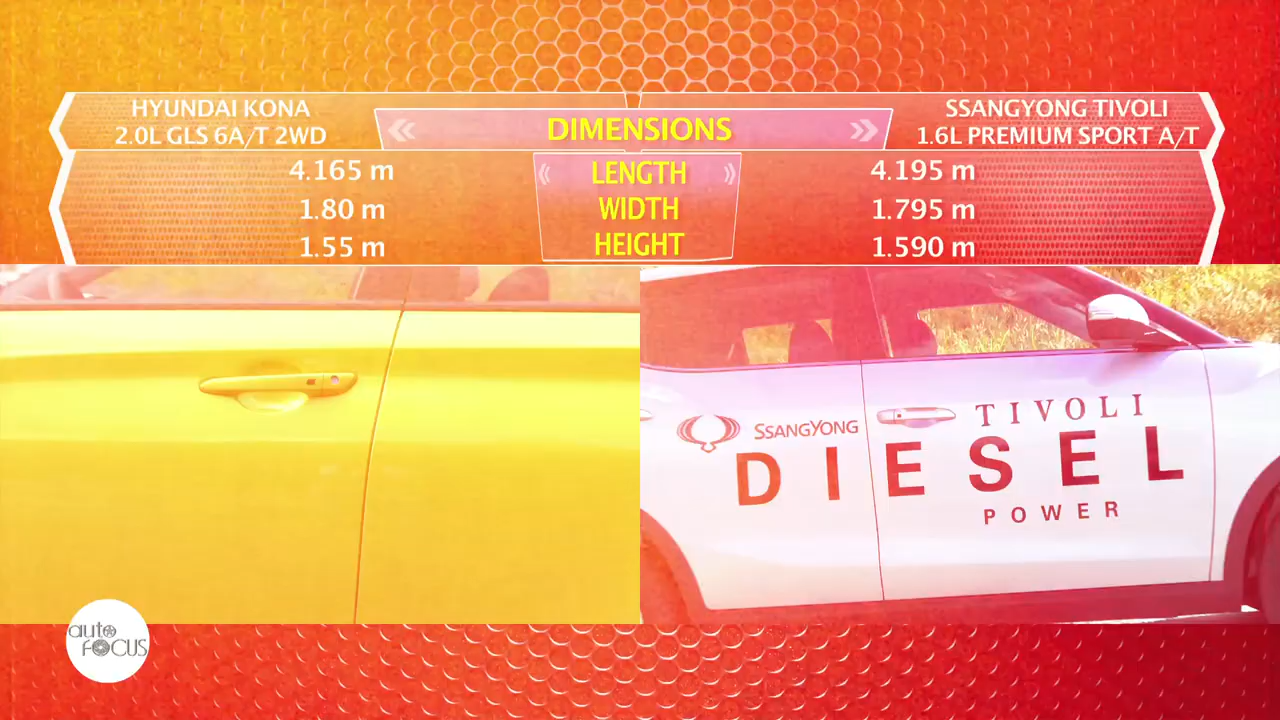 HYUNDAI KONA
2.0L GLS 6A/T 2WD
DIMENSIONS
SSANGYONG TIVOLI
1.6L PREMIUM SPORT A/T
4.165 m LENGTH 4.195 m
1.80 m WIDTH 1.795 m
1.55 m HEIGHT 1.590 m
SSANGYONG
TIVOLI
DIESEL
POWER
auto
FOCUS